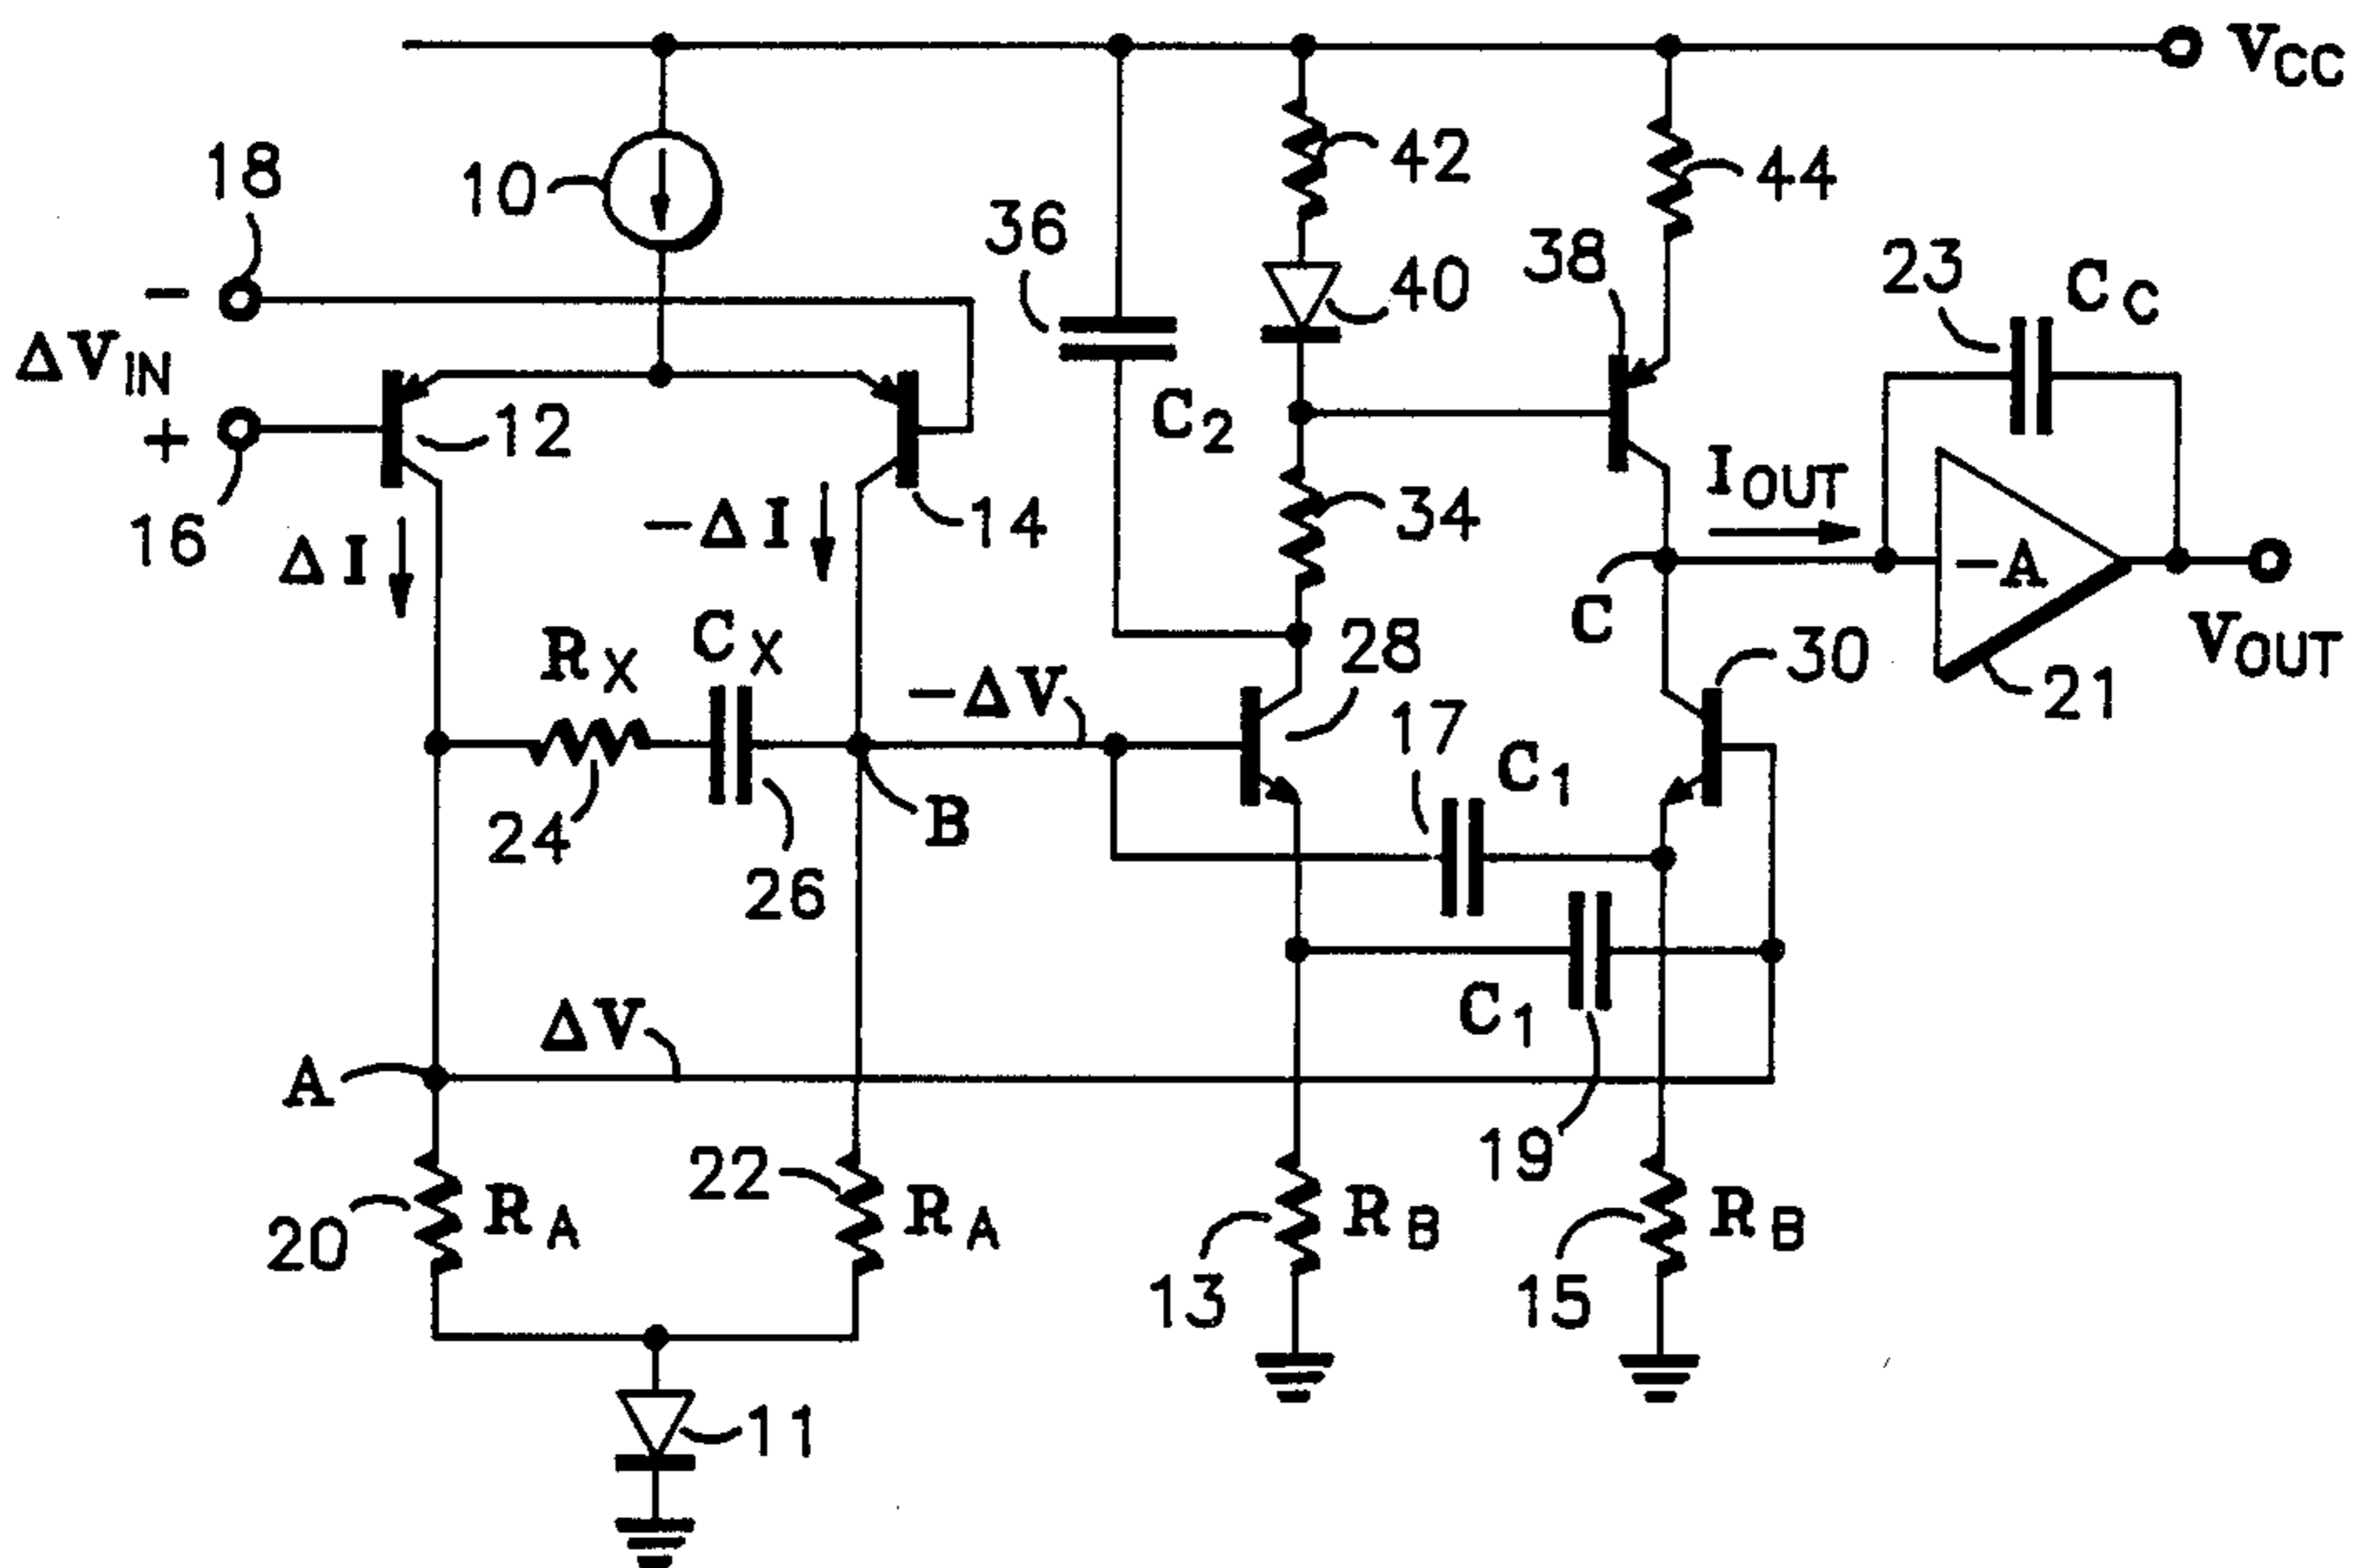 VCC
18
10
42
44
36
38
40
23
CC
−
ΔVIN
+
12
C2
IOUT
16
ΔI
−ΔI
14
34
−A
C
VOUT
RX
CX
−ΔV
28
30
21
17
C1
24
26
B
C1
ΔV
A
19
20
RA
22
RA
13
RB
15
RB
11